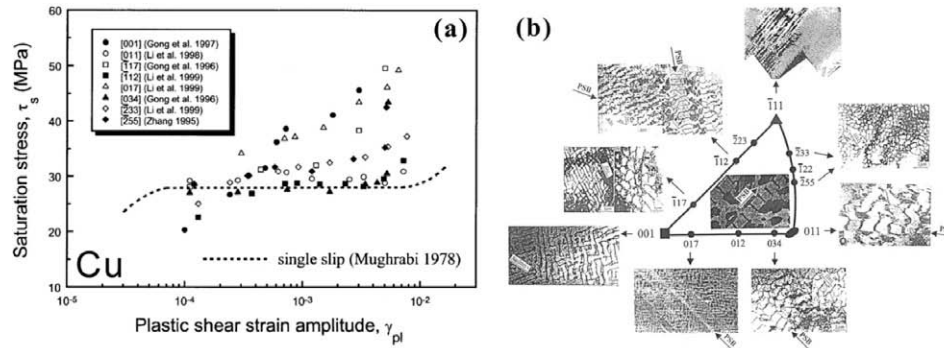 (a)
60
50
40
30
20
10
Saturation stress, τs (MPa)
[001] (Gong et al. 1997)
[011] (Li et al. 1998)
[1̄17] (Gong et al. 1996)
[1̄12] (Li et al. 1999)
[017] (Li et al. 1999)
[034] (Gong et al. 1996)
[2̄33] (Li et al. 1999)
[2̄55] (Zhang 1995)
Cu
single slip (Mughrabi 1978)
10-5
10-4
10-3
10-2
Plastic shear strain amplitude, γpl
(b)
PSB
PSB
1̄11
2̄23
1̄12
1̄17
2̄33
1̄22
2̄55
001
017
012
034
011
PSB
PSB